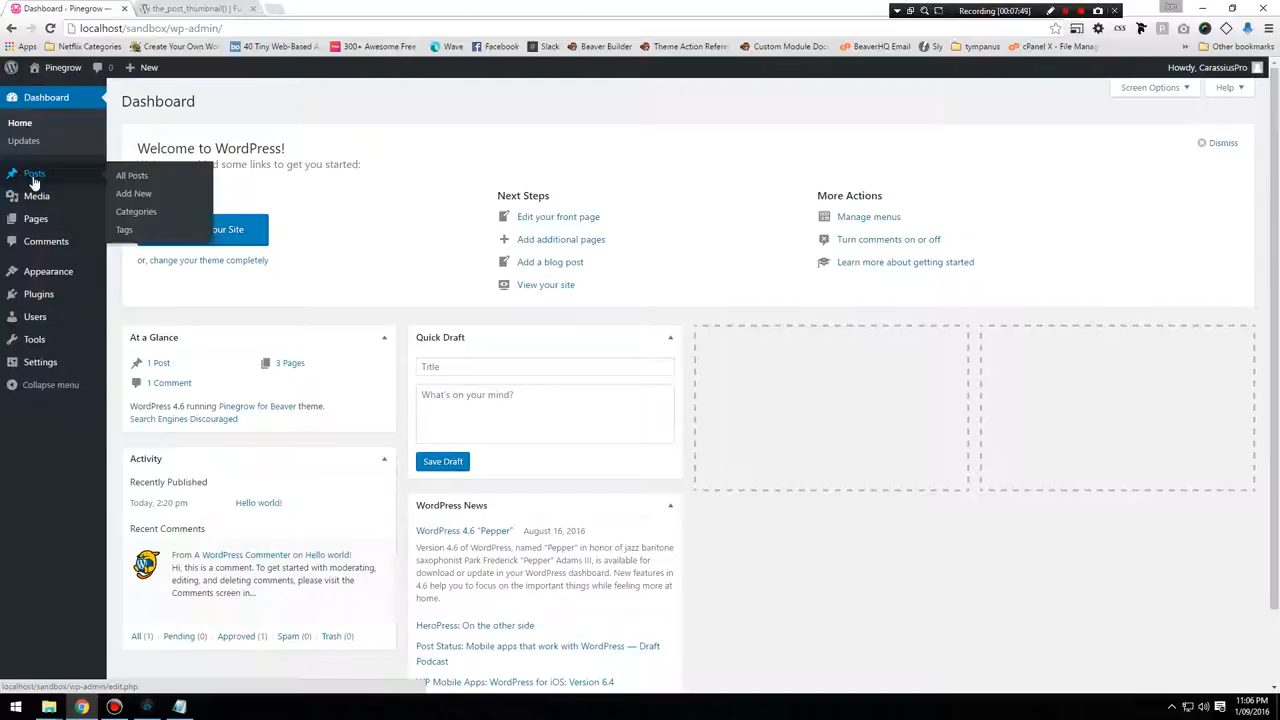 Dashboard ‹ Pinegrow —
the_post_thumbnail() | Fu
Recording [00:07:49]
localhost/sandbox/wp-admin/
Apps
Netflix Categories
Create Your Own Wo
40 Tiny Web-Based A
300+ Awesome Free
Wave
Facebook
Slack
Beaver Builder
Theme Action Refere
Custom Module Doc
BeaverHQ Email
Sly
tympanus
cPanel X - File Mana
Other bookmarks
Pinegrow
0
New
Howdy, CarassiusPro
Dashboard
Home
Updates
Posts
Media
Pages
Comments
Appearance
Plugins
Users
Tools
Settings
Collapse menu
All Posts
Add New
Categories
Tags
Dashboard
Screen Options
Help
Welcome to WordPress!
d some links to get you started:
Dismiss
our Site
or, change your theme completely
Next Steps
Edit your front page
Add additional pages
Add a blog post
View your site
More Actions
Manage menus
Turn comments on or off
Learn more about getting started
At a Glance
1 Post
3 Pages
1 Comment
WordPress 4.6 running Pinegrow for Beaver theme.
Search Engines Discouraged
Activity
Recently Published
Today, 2:20 pm
Hello world!
Recent Comments
From A WordPress Commenter on Hello world!
Hi, this is a comment. To get started with moderating,
editing, and deleting comments, please visit the
Comments screen in…
All (1) | Pending (0) | Approved (1) | Spam (0) | Trash (0)
Quick Draft
Title
What's on your mind?
Save Draft
WordPress News
WordPress 4.6 "Pepper" August 16, 2016
Version 4.6 of WordPress, named "Pepper" in honor of jazz baritone
saxophonist Park Frederick "Pepper" Adams III, is available for
download or update in your WordPress dashboard. New features in
4.6 help you to focus on the important things while feeling more at
home.
HeroPress: On the other side
Post Status: Mobile apps that work with WordPress — Draft
Podcast
WP Mobile Apps: WordPress for iOS: Version 6.4
localhost/sandbox/wp-admin/edit.php
11:06 PM
1/09/2016